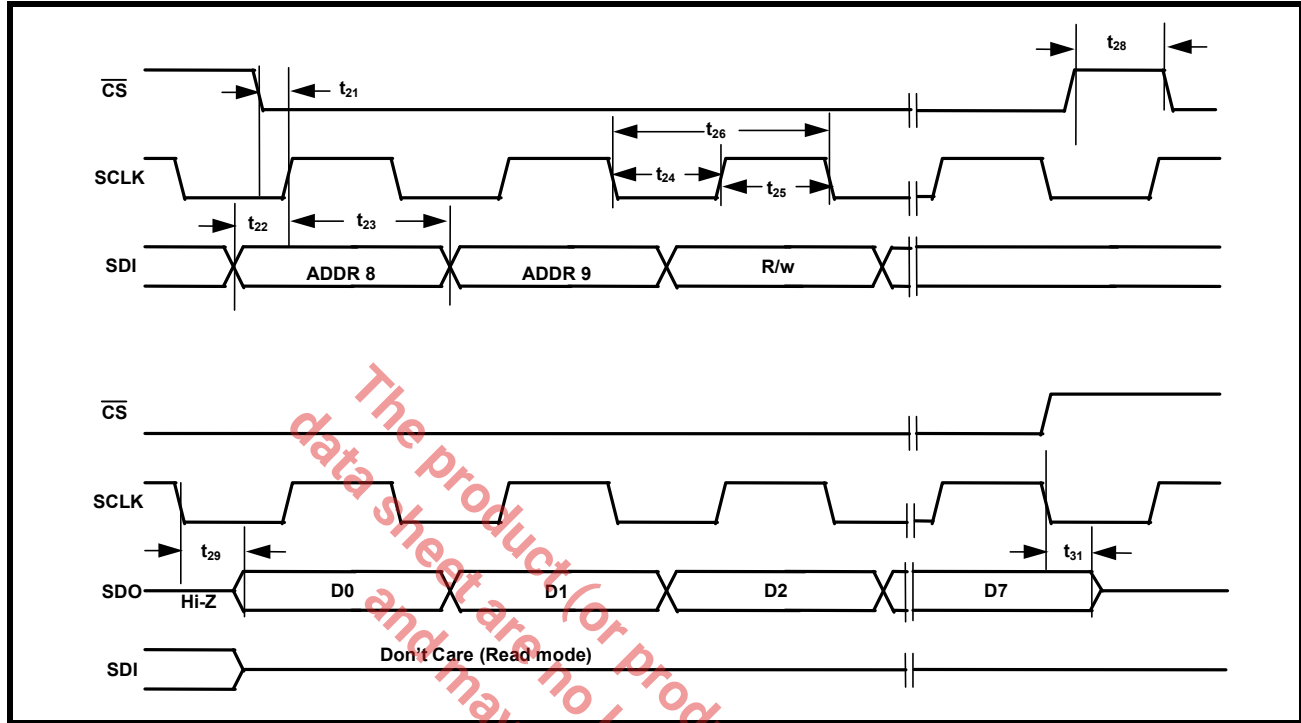 t28
CS
t21
t26
SCLK
t24
t25
t22
t23
SDI
ADDR 8
ADDR 9
R/w
CS
SCLK
t29
t31
SDO
Hi-Z
D0
D1
D2
D7
SDI
Don't Care (Read mode)
The product (or prod
data sheet are no
and may